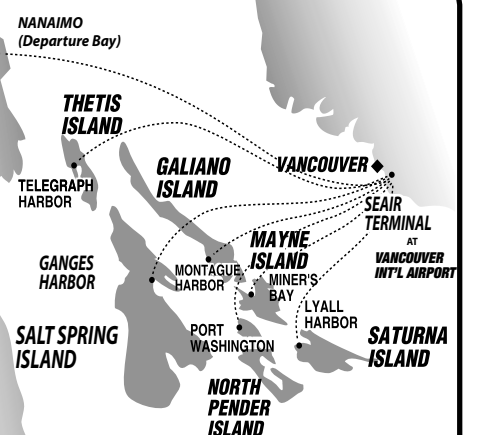 NANAIMO
(Departure Bay)
THETIS
ISLAND
GALIANO
ISLAND
VANCOUVER
TELEGRAPH
HARBOR
SEAIR
TERMINAL
AT
VANCOUVER
INT'L AIRPORT
MAYNE
ISLAND
GANGES
HARBOR
MONTAGUE
HARBOR
MINER'S
BAY
LYALL
HARBOR
SALT SPRING
ISLAND
PORT
WASHINGTON
SATURNA
ISLAND
NORTH
PENDER
ISLAND